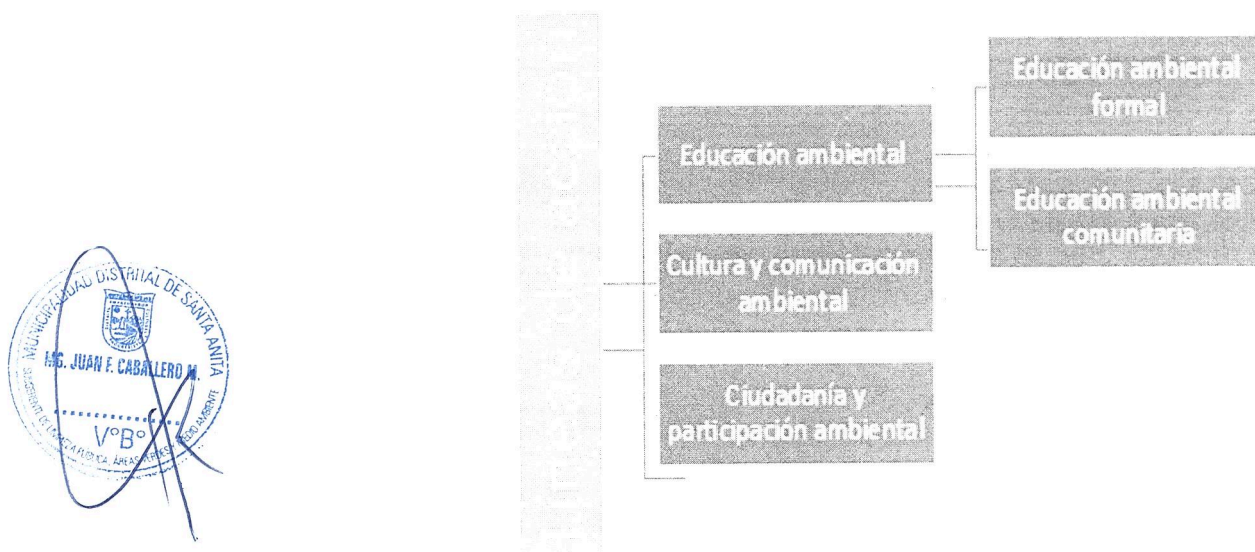 Educación ambiental
formal
Educación ambiental
Educación ambiental
comunitaria
Cultura y comunicación
ambiental
Ciudadanía y
participación ambiental
MUNICIPALIDAD DISTRITAL DE SANTA ANITA
MG. JUAN F. CABALLERO M.
V°B°